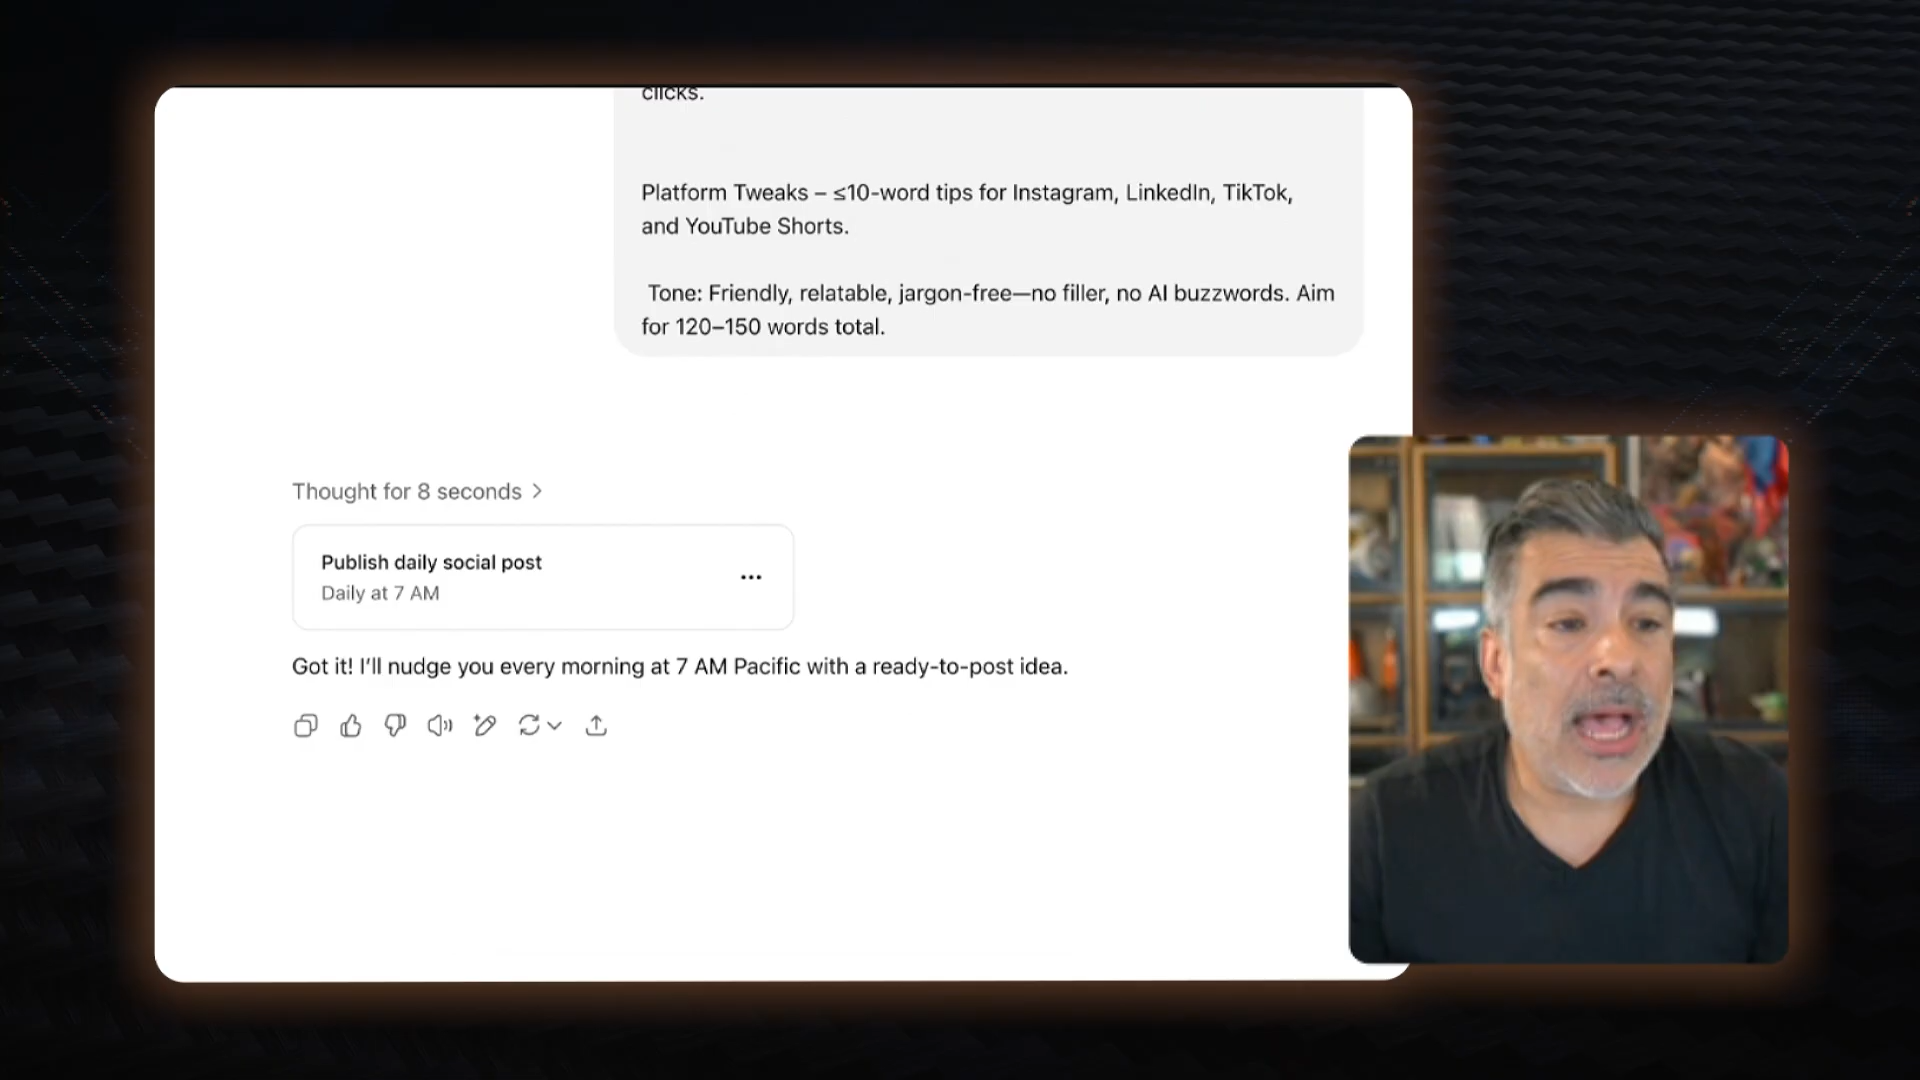 clicks.
Platform Tweaks – ≤10-word tips for Instagram, LinkedIn, TikTok,
and YouTube Shorts.
Tone: Friendly, relatable, jargon-free—no filler, no AI buzzwords. Aim
for 120–150 words total.
Thought for 8 seconds >
Publish daily social post
Daily at 7 AM
Got it! I’ll nudge you every morning at 7 AM Pacific with a ready-to-post idea.